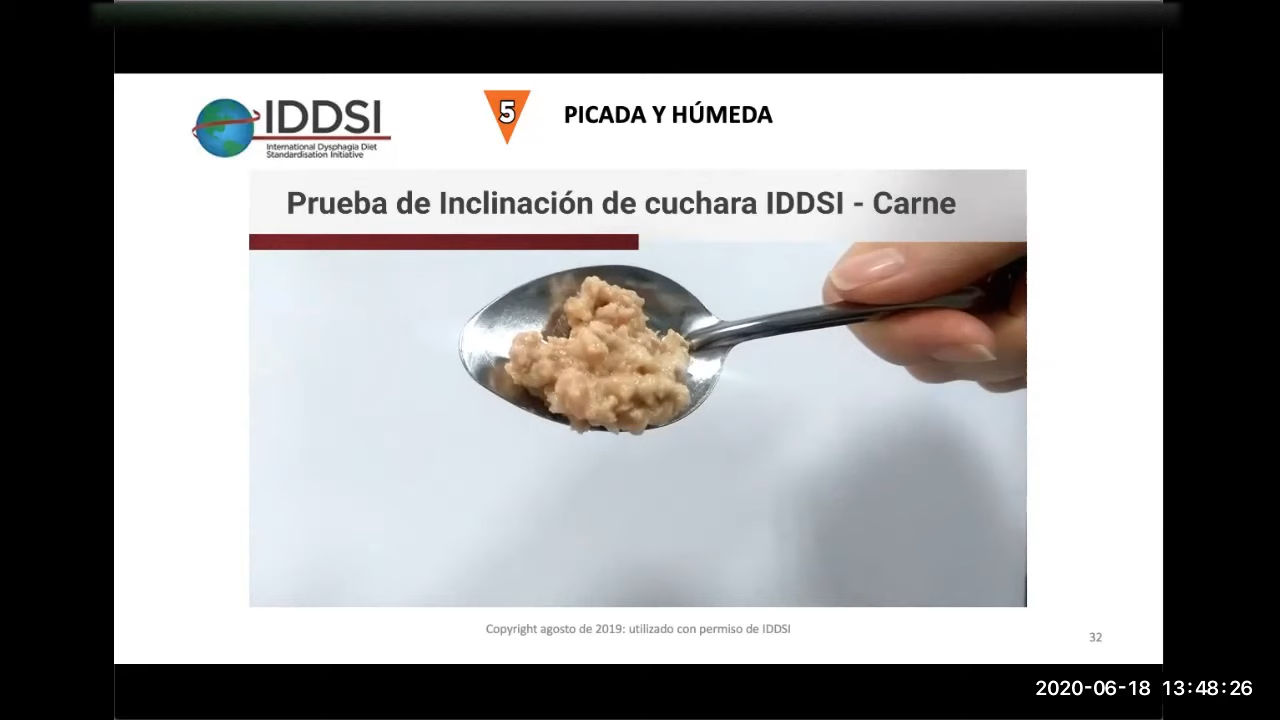 IDDSI
International Dysphagia Diet
Standardisation Initiative
5
PICADA Y HÚMEDA
Prueba de Inclinación de cuchara IDDSI - Carne
Copyright agosto de 2019: utilizado con permiso de IDDSI
32
2020-06-18 13:48:26